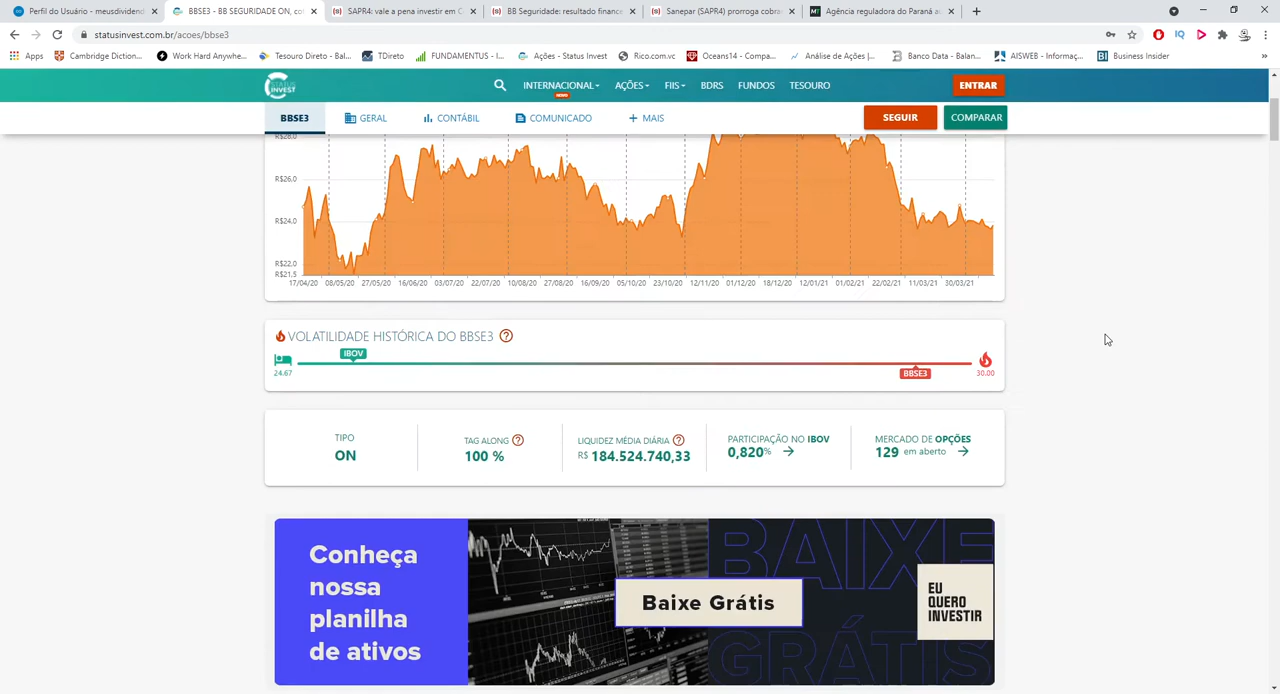 Perfil do Usuário - meusdividend
BBSE3 - BB SEGURIDADE ON, co
SAPR4: vale a pena investir em C
BB Seguridade: resultado finance
Sanepar (SAPR4) prorroga cobra
Agência reguladora do Paraná au
statusinvest.com.br/acoes/bbse3
Apps
Cambridge Diction...
Work Hard Anywhe...
Tesouro Direto - Bal...
TDireto
FUNDAMENTUS - I...
Ações - Status Invest
Rico.com.vc
Oceans14 - Compa...
Análise de Ações |...
Banco Data - Balan...
AISWEB - Informaç...
Business Insider
STATUS
INVEST
INTERNACIONAL
NOVO
AÇÕES
FIIS
BDRS
FUNDOS
TESOURO
ENTRAR
BBSE3
GERAL
CONTÁBIL
COMUNICADO
MAIS
SEGUIR
COMPARAR
R$28.0
R$26.0
R$24.0
R$22.0
R$21.5
17/04/20 08/05/20 27/05/20 16/06/20 03/07/20 22/07/20 10/08/20 27/08/20 16/09/20 05/10/20 23/10/20 12/11/20 01/12/20 18/12/20 12/01/21 01/02/21 22/02/21 11/03/21 30/03/21
VOLATILIDADE HISTÓRICA DO BBSE3
IBOV
24.67
BBSE3
30.00
TIPO
ON
TAG ALONG
100 %
LIQUIDEZ MÉDIA DIÁRIA
R$ 184.524.740,33
PARTICIPAÇÃO NO IBOV
0,820%
MERCADO DE OPÇÕES
129 em aberto
Conheça
nossa
planilha
de ativos
BAIXE
GRÁTIS
Baixe Grátis
EU
QUERO
INVESTIR